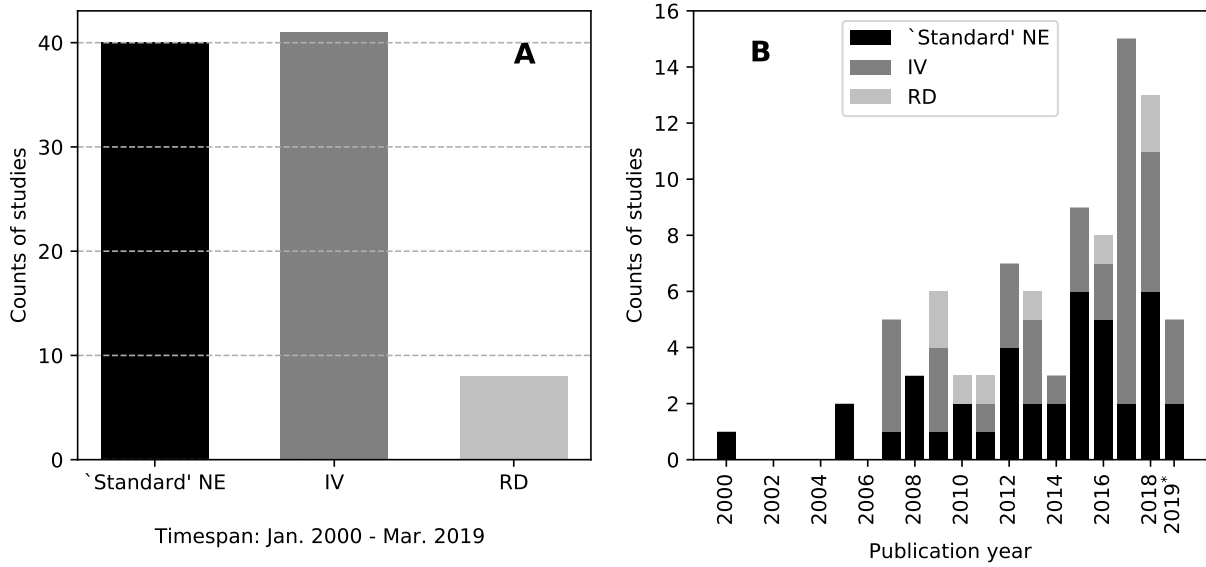 A
Counts of studies
40
30
20
10
0
`Standard' NE
IV
RD
Timespan: Jan. 2000 - Mar. 2019
B
`Standard' NE
IV
RD
Counts of studies
16
14
12
10
8
6
4
2
0
2000
2002
2004
2006
2008
2010
2012
2014
2016
2018
2019*
Publication year